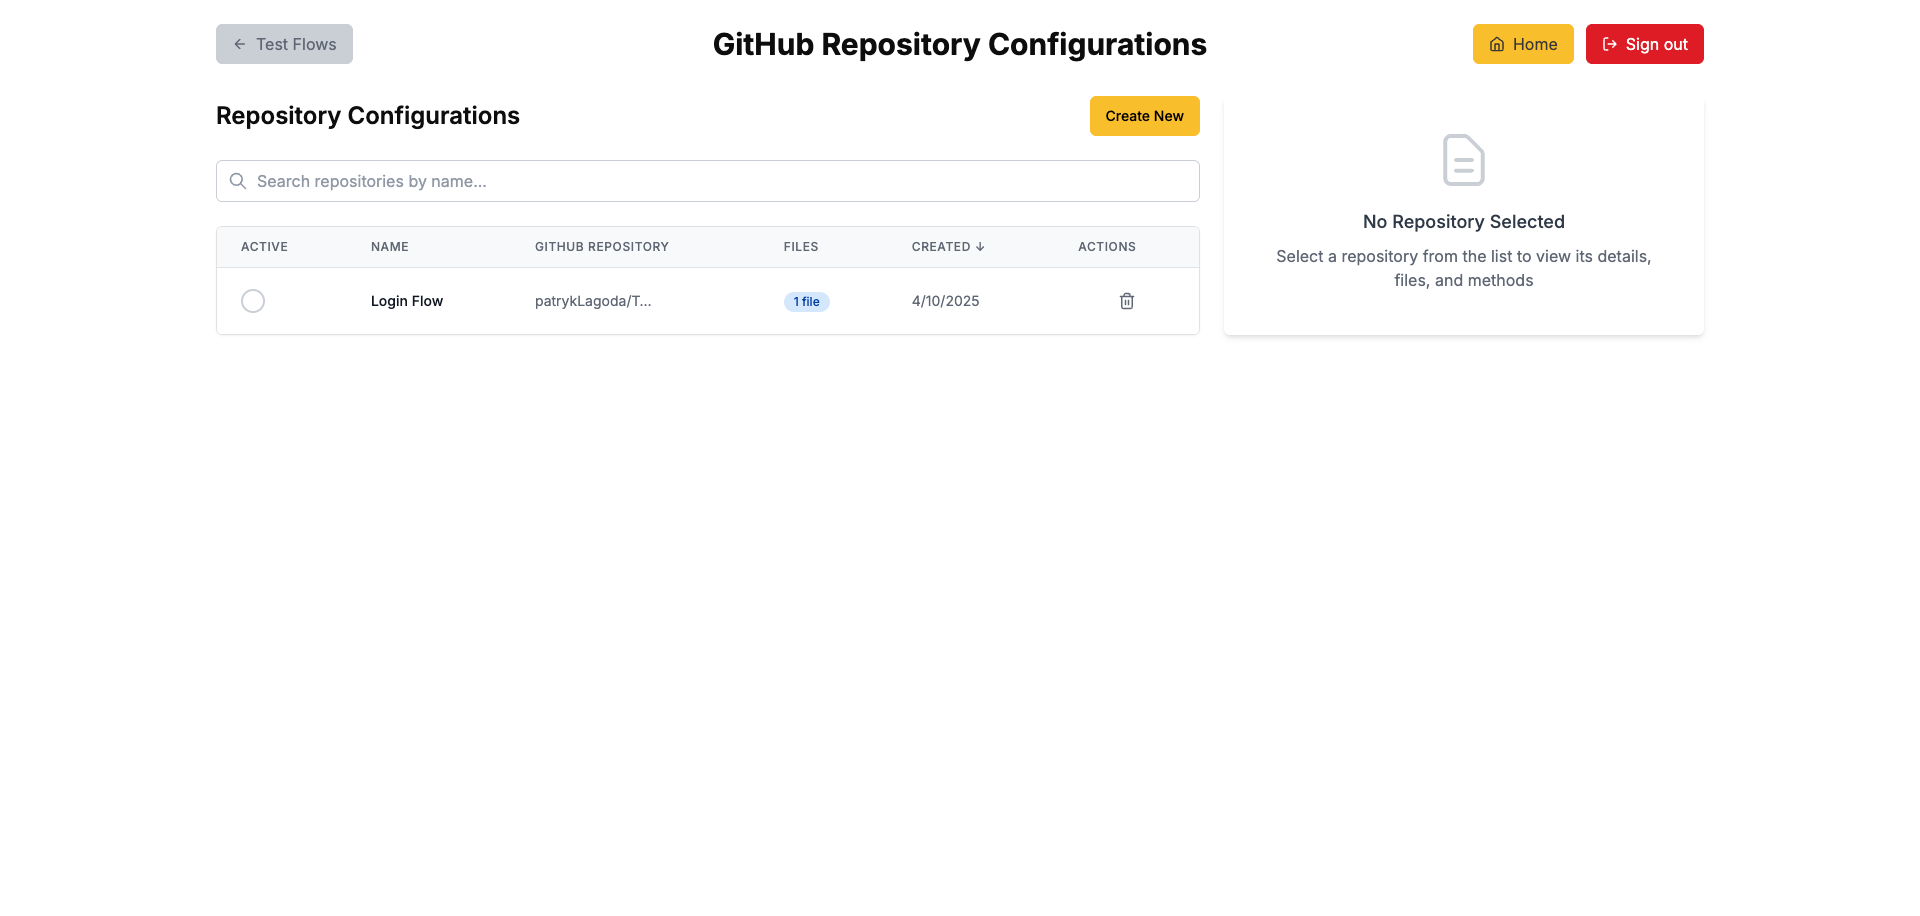 Test Flows
GitHub Repository Configurations
Home
Sign out
Repository Configurations
Create New
Search repositories by name...
ACTIVE NAME GITHUB REPOSITORY FILES CREATED ↓ ACTIONS
Login Flow patrykLagoda/T... 1 file 4/10/2025
No Repository Selected
Select a repository from the list to view its details,
files, and methods